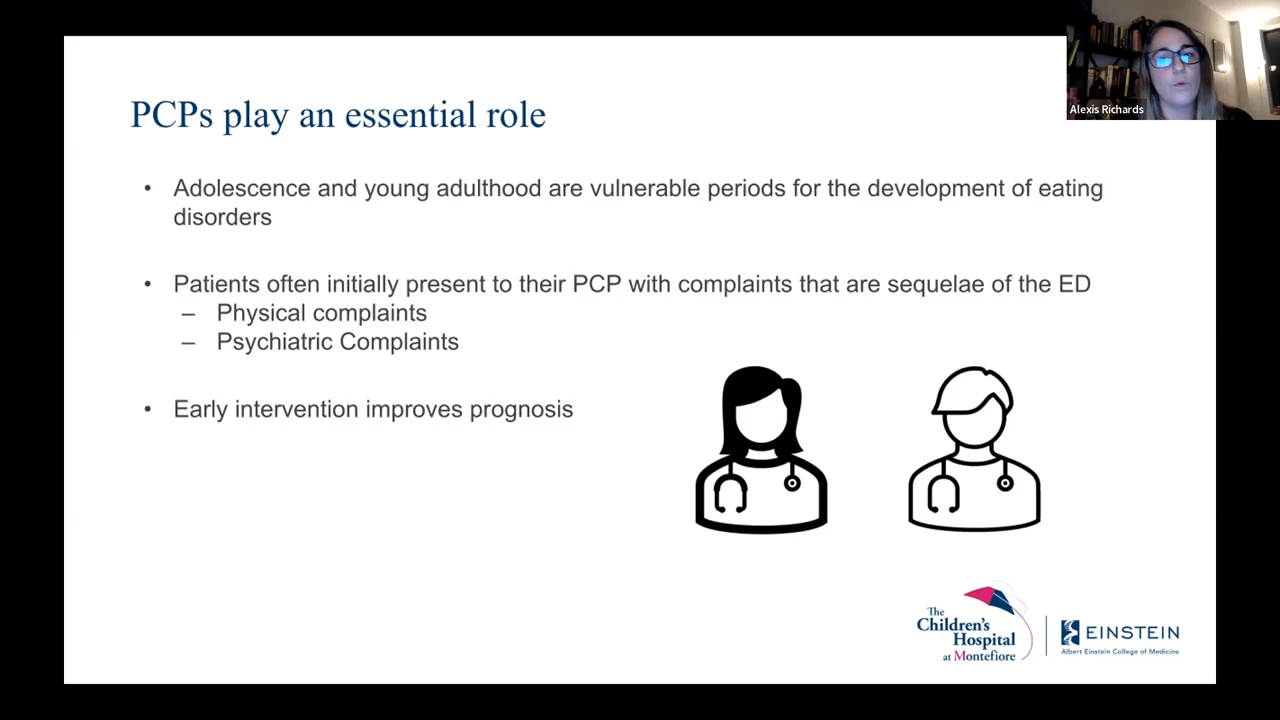 PCPs play an essential role
Alexis Richards
• Adolescence and young adulthood are vulnerable periods for the development of eating
disorders
• Patients often initially present to their PCP with complaints that are sequelae of the ED
– Physical complaints
– Psychiatric Complaints
• Early intervention improves prognosis
The
Children's
Hospital
at Montefiore
EINSTEIN
Albert Einstein College of Medicine